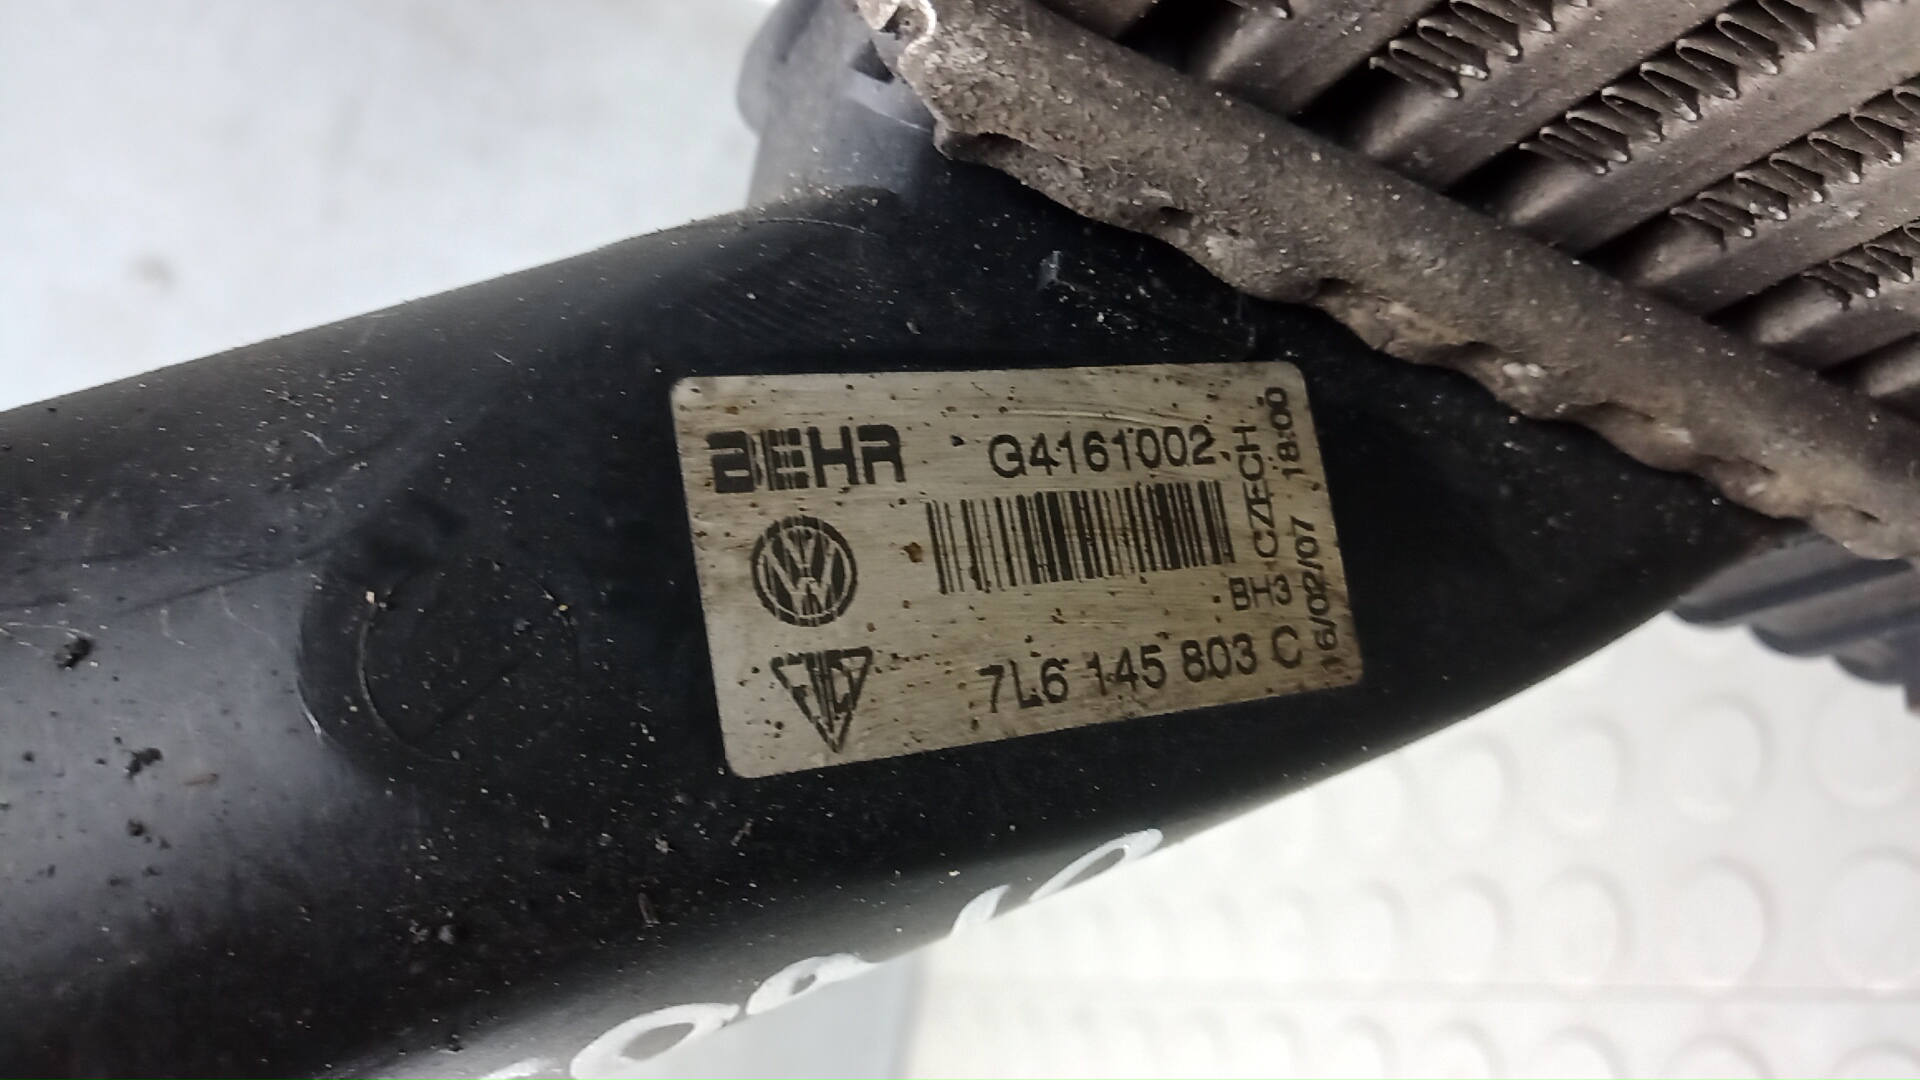 BEHR
G4161002
CZECH
18:00
16/02/07
BH3
7L6 145 803 C